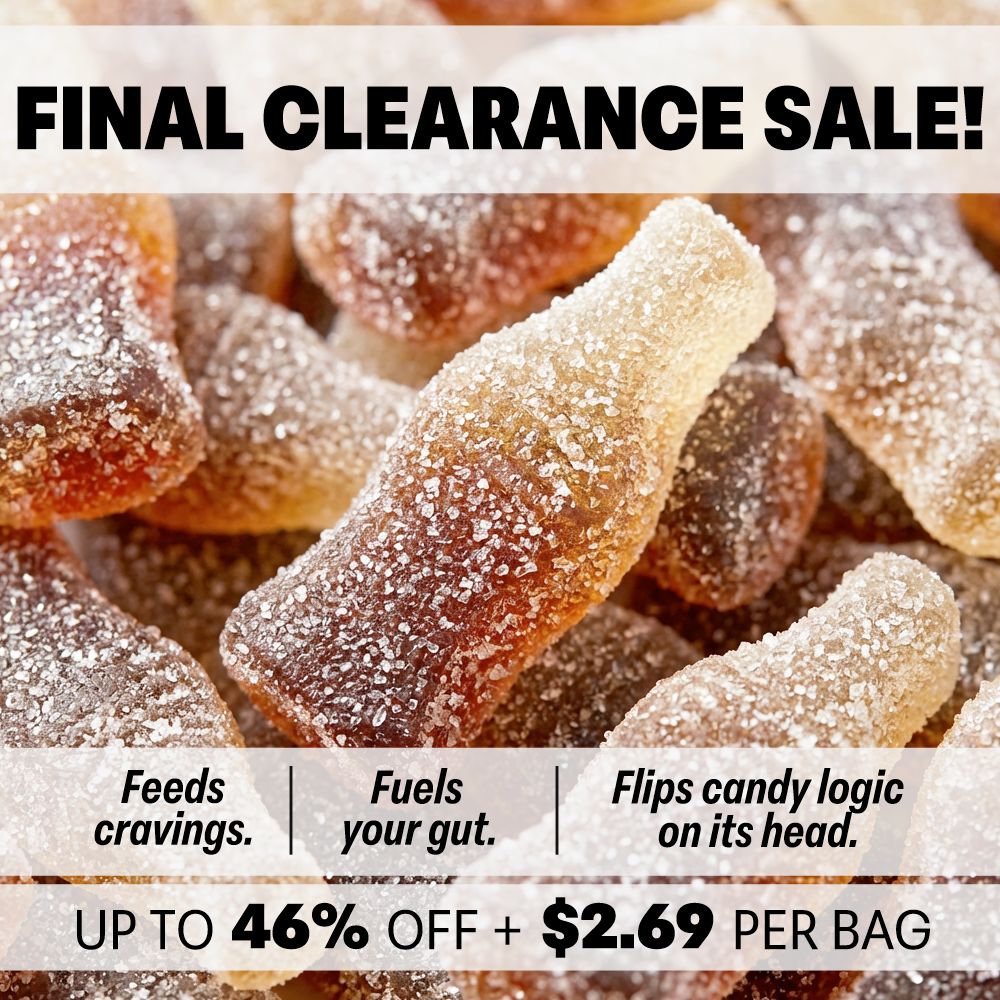 FINAL CLEARANCE SALE!
Feeds
cravings.
Fuels
your gut.
Flips candy logic
on its head.
UP TO 46% OFF + $2.69 PER BAG